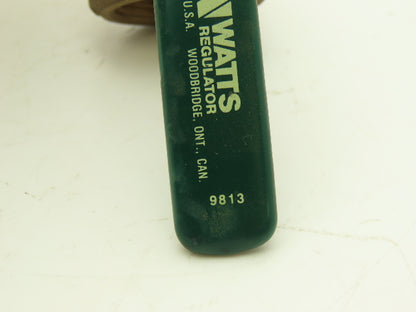 WATTS
REGULATOR
U.S.A.
WOODBRIDGE, ONT., CAN.
9813